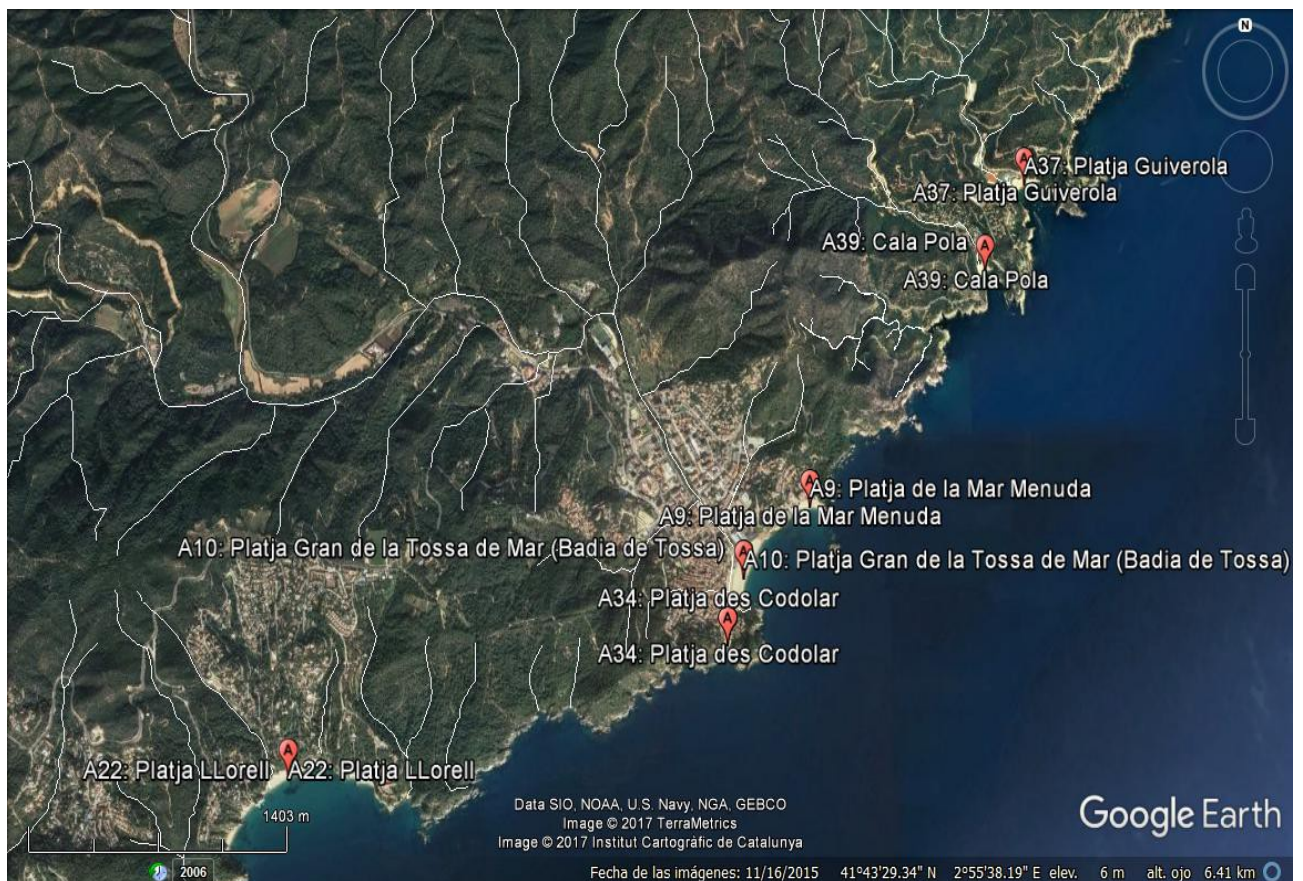 N
A
A37: Platja Guiverola
A37: Platja Guiverola
A39: Cala Pola
A
A39: Cala Pola
A
A9: Platja de la Mar Menuda
A9: Platja de la Mar Menuda
A10: Platja Gran de la Tossa de Mar (Badia de Tossa)
A
A10: Platja Gran de la Tossa de Mar (Badia de Tossa)
A34: Platja des Codolar
A
A34: Platja des Codolar
A
A22: Platja LLorell
A22: Platja LLorell
1403 m
Data SIO, NOAA, U.S. Navy, NGA, GEBCO
Image © 2017 TerraMetrics
Image © 2017 Institut Cartogràfic de Catalunya
Google Earth
2006
Fecha de las imágenes: 11/16/2015 41°43'29.34" N 2°55'38.19" E elev. 6 m alt. ojo 6.41 km